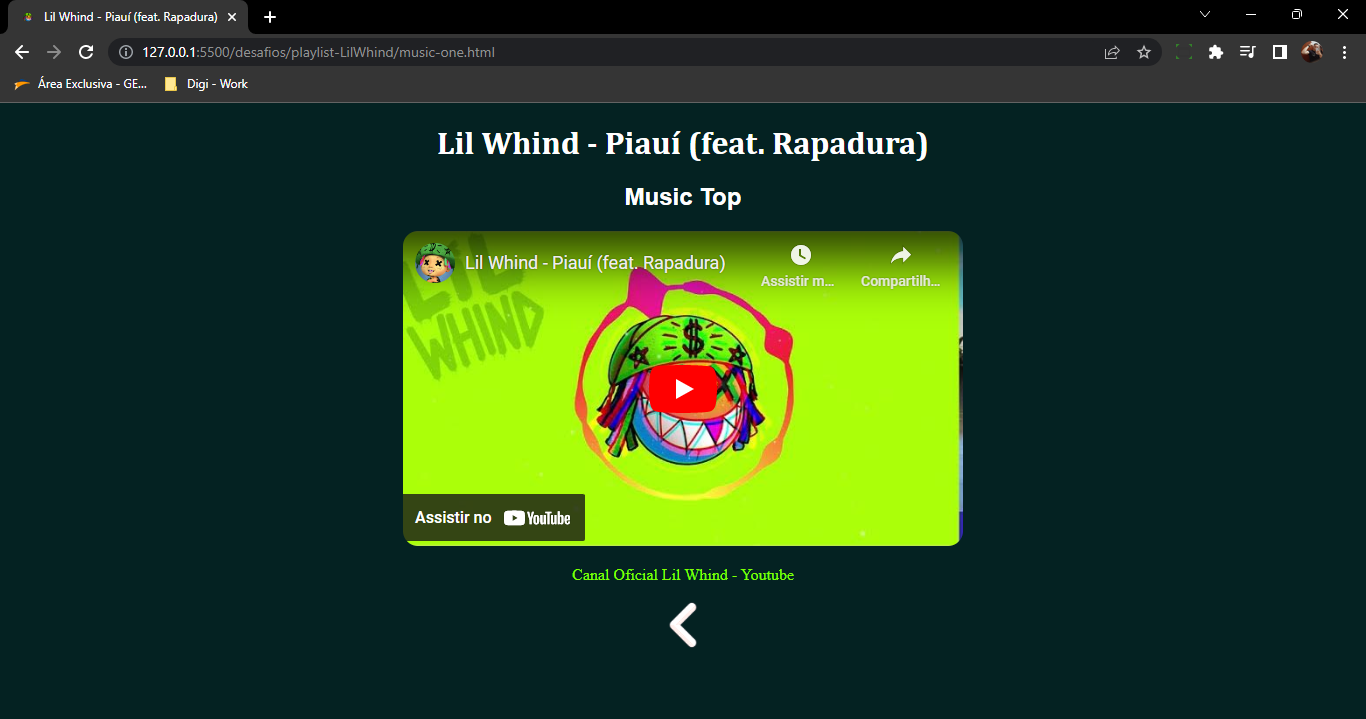 Lil Whind - Piauí (feat. Rapadura)
127.0.0.1:5500/desafios/playlist-LilWhind/music-one.html
Área Exclusiva - GE...
Digi - Work
Lil Whind - Piauí (feat. Rapadura)
Music Top
Lil Whind - Piauí (feat. Rapadura)
Assistir m...
Compartilh...
LIL
WHIND
$
Assistir no YouTube
Canal Oficial Lil Whind - Youtube